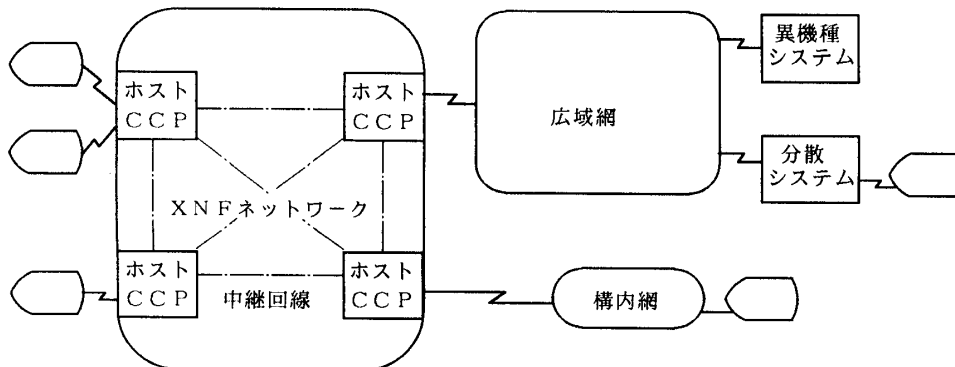 ホスト
ＣＣＰ
ホスト
ＣＣＰ
広域網
異機種
システム
分散
システム
ＸＮＦネットワーク
ホスト
ＣＣＰ
中継回線
ホスト
ＣＣＰ
構内網